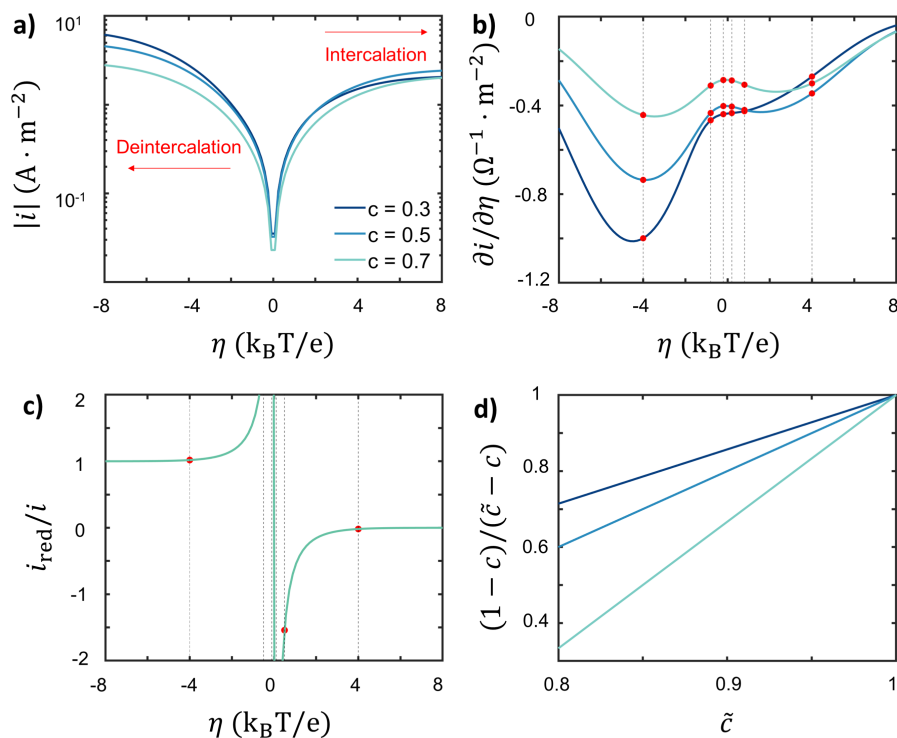 a)
|i| (A · m⁻²)
10¹
10⁻¹
Intercalation
Deintercalation
c = 0.3
c = 0.5
c = 0.7
-8 -4 0 4 8
η (k_BT/e)
b)
∂i/∂η (Ω⁻¹ · m⁻²)
0
-0.4
-0.8
-1.2
-8 -4 0 4 8
η (k_BT/e)
c)
i_red/i
2
1
0
-1
-2
-8 -4 0 4 8
η (k_BT/e)
d)
(1 − c)/(c̃ − c)
1
0.8
0.6
0.4
0.8 0.9 1
c̃